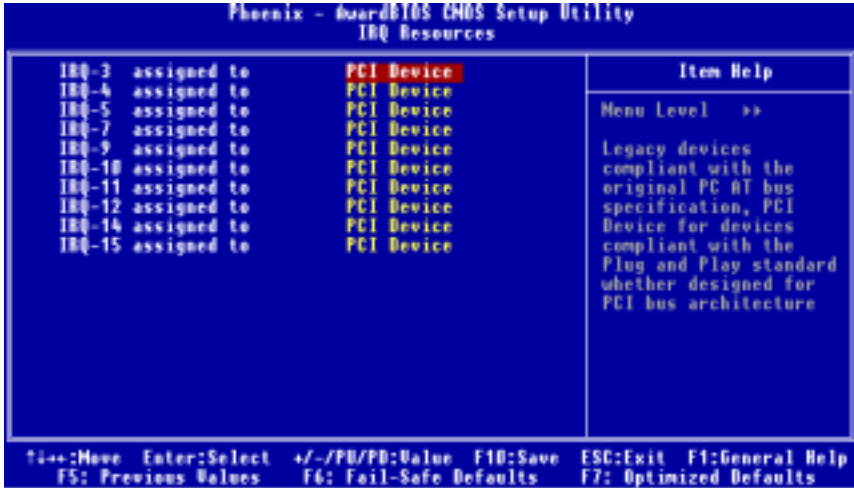 Phoenix - AwardBIOS CMOS Setup Utility
IRQ Resources
IRQ-3 assigned to PCI Device
IRQ-4 assigned to PCI Device
IRQ-5 assigned to PCI Device
IRQ-7 assigned to PCI Device
IRQ-9 assigned to PCI Device
IRQ-10 assigned to PCI Device
IRQ-11 assigned to PCI Device
IRQ-12 assigned to PCI Device
IRQ-14 assigned to PCI Device
IRQ-15 assigned to PCI Device
Item Help
Menu Level ▸▸
Legacy devices
compliant with the
original PC AT bus
specification, PCI
Device for devices
compliant with the
Plug and Play standard
whether designed for
PCI bus architecture
↑↓→←:Move Enter:Select +/-/PU/PD:Value F10:Save ESC:Exit F1:General Help
F5: Previous Values F6: Fail-Safe Defaults F7: Optimized Defaults